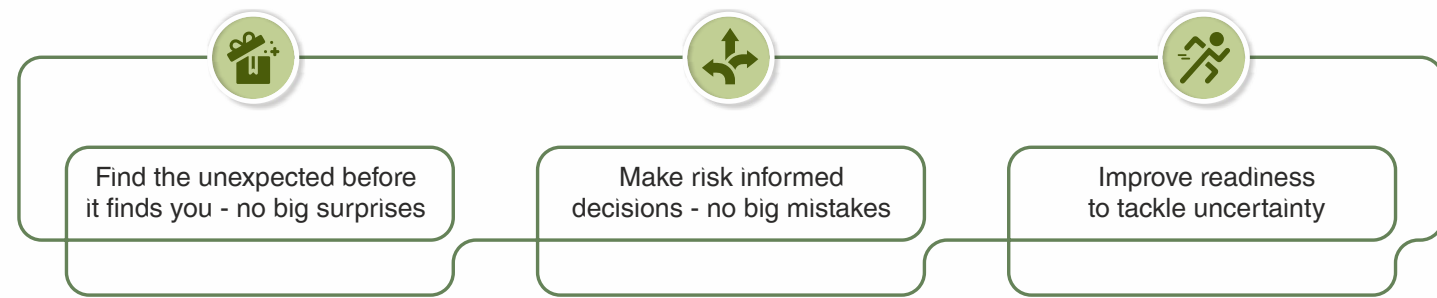 Find the unexpected before
it finds you - no big surprises
Make risk informed
decisions - no big mistakes
Improve readiness
to tackle uncertainty